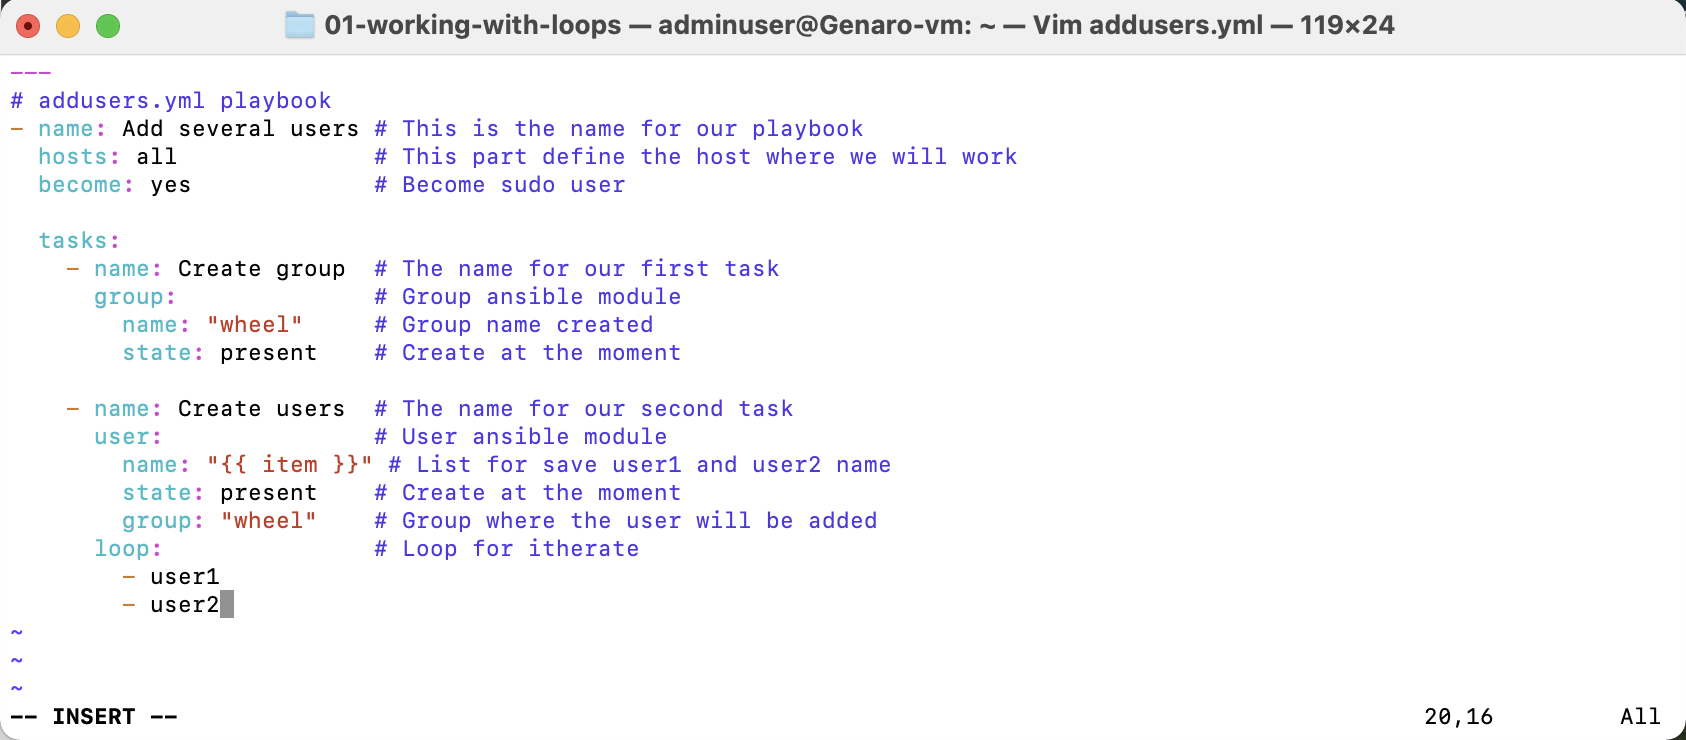 01-working-with-loops — adminuser@Genaro-vm: ~ — Vim addusers.yml — 119×24
---
# addusers.yml playbook
- name: Add several users # This is the name for our playbook
  hosts: all              # This part define the host where we will work
  become: yes             # Become sudo user
  tasks:
    - name: Create group  # The name for our first task
      group:              # Group ansible module
        name: "wheel"     # Group name created
        state: present    # Create at the moment
    - name: Create users  # The name for our second task
      user:               # User ansible module
        name: "{{ item }}" # List for save user1 and user2 name
        state: present    # Create at the moment
        group: "wheel"    # Group where the user will be added
      loop:               # Loop for itherate
        - user1
        - user2
~
~
~
-- INSERT -- 20,16 All